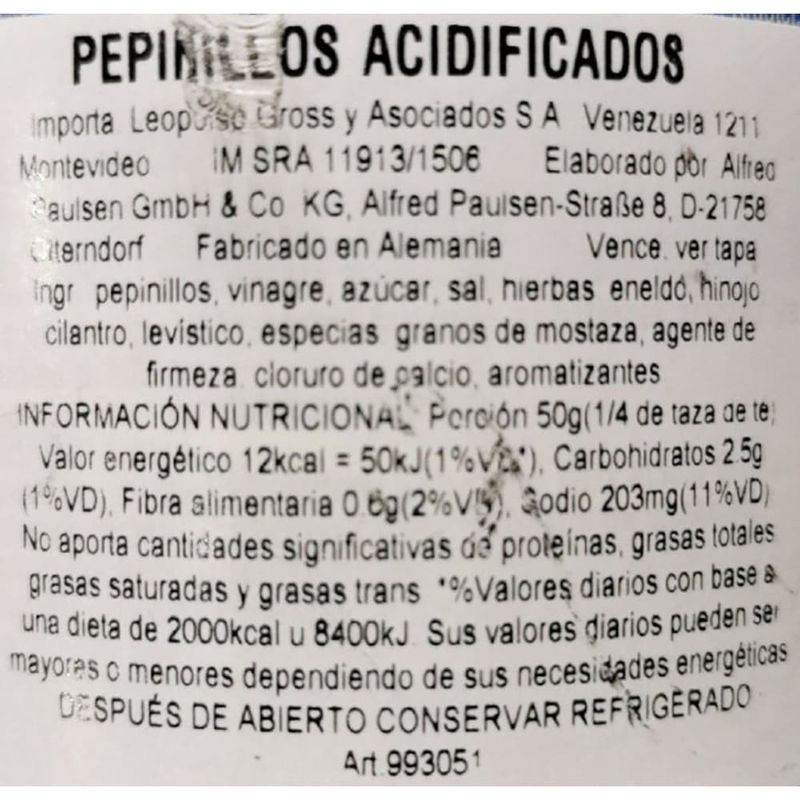 PEPINILLOS ACIDIFICADOS
Importa Leopoldo Gross y Asociados S A Venezuela 1211
Montevideo IM SRA 11913/1506 Elaborado por Alfred
Paulsen GmbH & Co KG, Alfred Paulsen-Straße 8, D-21758
Otterndorf Fabricado en Alemania Vence. ver tapa
Ingr pepinillos, vinagre, azúcar, sal, hierbas eneldo, hinojo
cilantro, levístico, especias granos de mostaza, agente de
firmeza cloruro de calcio, aromatizantes
INFORMACIÓN NUTRICIONAL Porción 50g(1/4 de taza de té)
Valor energético 12kcal = 50kJ(1%VD*), Carbohidratos 2.5g
(1%VD), Fibra alimentaria 0.6g(2%VD), Sodio 203mg(11%VD)
No aporta cantidades significativas de proteínas, grasas totales
grasas saturadas y grasas trans *%Valores diarios con base a
una dieta de 2000kcal u 8400kJ Sus valores diarios pueden ser
mayores o menores dependiendo de sus necesidades energéticas
DESPUÉS DE ABIERTO CONSERVAR REFRIGERADO
Art.993051